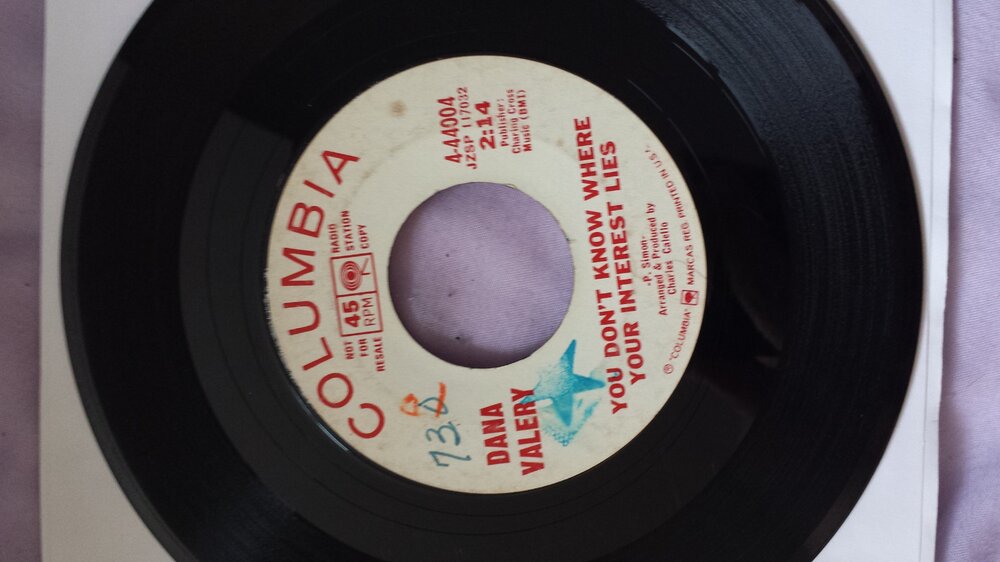 COLUMBIA
NOT
FOR
RESALE
45
RPM
RADIO
STATION
COPY
73.D
4-44004
JZSP 117032
2:14
Publisher:
Charing Cross
Music (BMI)
DANA
VALERY
YOU DON'T KNOW WHERE
YOUR INTEREST LIES
-P. Simon-
Arranged & Produced by
Charles Calello
® "COLUMBIA" MARCAS REG. PRINTED IN U.S.A.